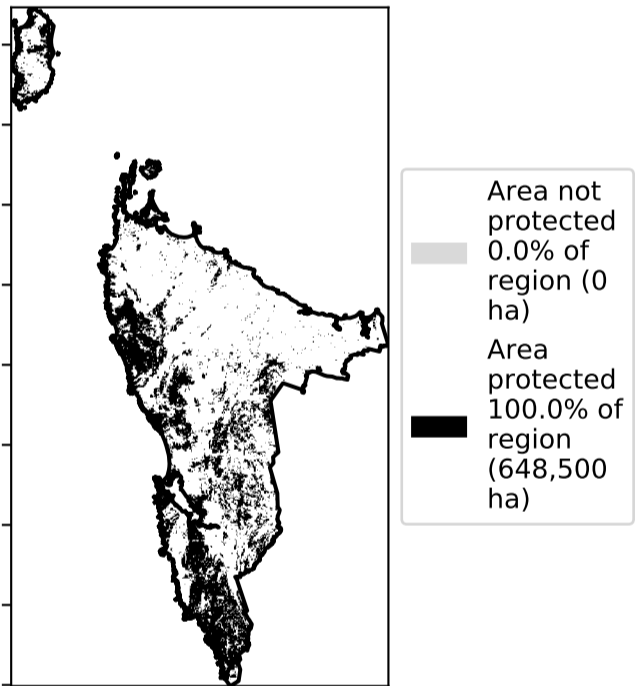 Area not
protected
0.0% of
region (0
ha)
Area
protected
100.0% of
region
(648,500
ha)